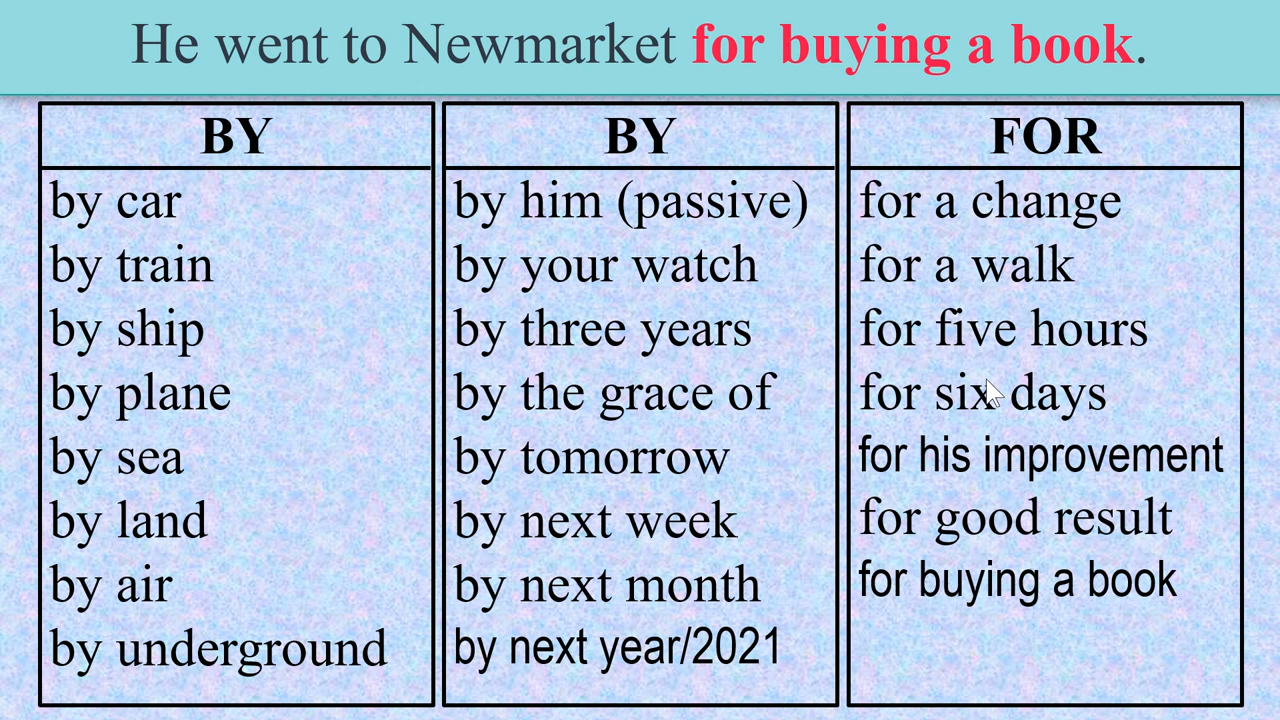 He went to Newmarket for buying a book.
BY
by car
by train
by ship
by plane
by sea
by land
by air
by underground
BY
by him (passive)
by your watch
by three years
by the grace of
by tomorrow
by next week
by next month
by next year/2021
FOR
for a change
for a walk
for five hours
for six days
for his improvement
for good result
for buying a book